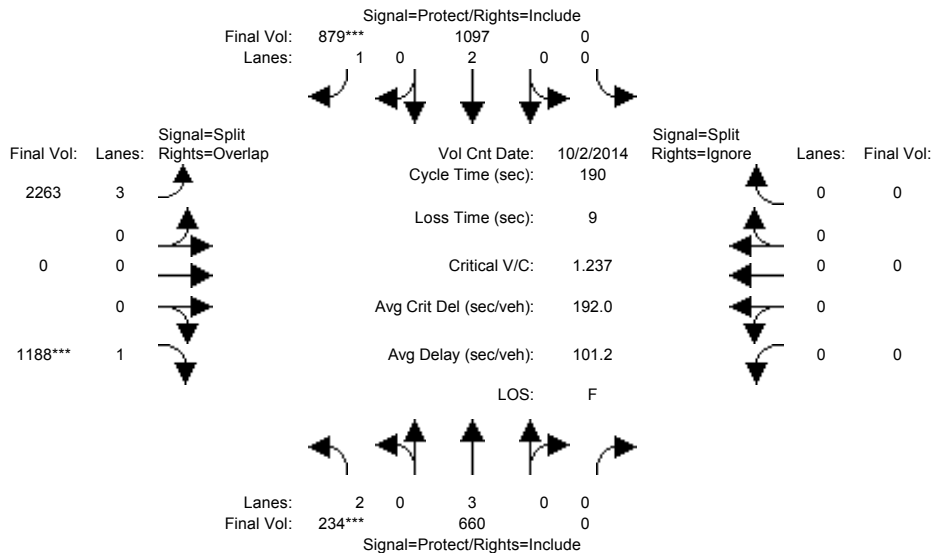 Signal=Protect/Rights=Include
Final Vol: 879*** 1097 0
Lanes: 1 0 2 0 0
Signal=Split Signal=Split
Final Vol: Lanes: Rights=Overlap Vol Cnt Date: 10/2/2014 Rights=Ignore Lanes: Final Vol:
Cycle Time (sec): 190
2263 3 0 0
Loss Time (sec): 9
0 0
0 0 Critical V/C: 1.237 0 0
0 Avg Crit Del (sec/veh): 192.0 0
1188*** 1 Avg Delay (sec/veh): 101.2 0 0
LOS: F
Lanes: 2 0 3 0 0
Final Vol: 234*** 660 0
Signal=Protect/Rights=Include